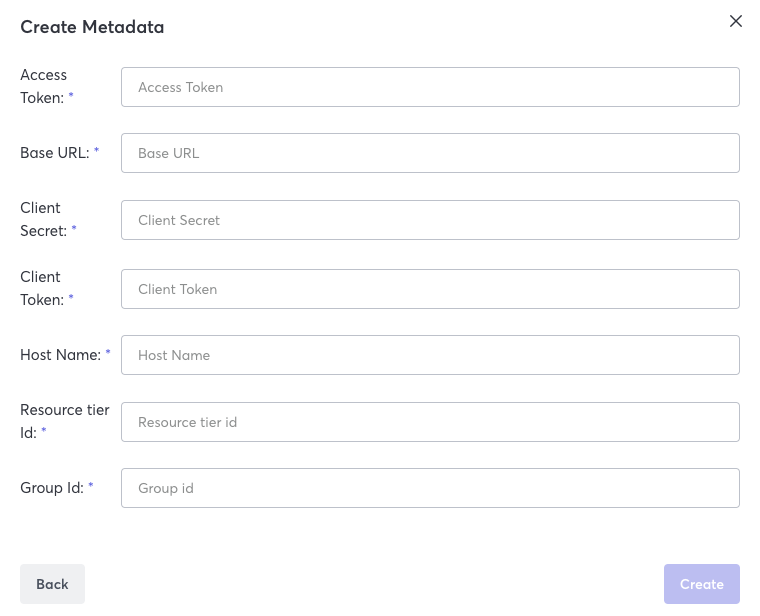 Create Metadata
Access
Token: *
Access Token
Base URL: *
Base URL
Client
Secret: *
Client Secret
Client
Token: *
Client Token
Host Name: *
Host Name
Resource tier
Id: *
Resource tier id
Group Id: *
Group id
Back
Create